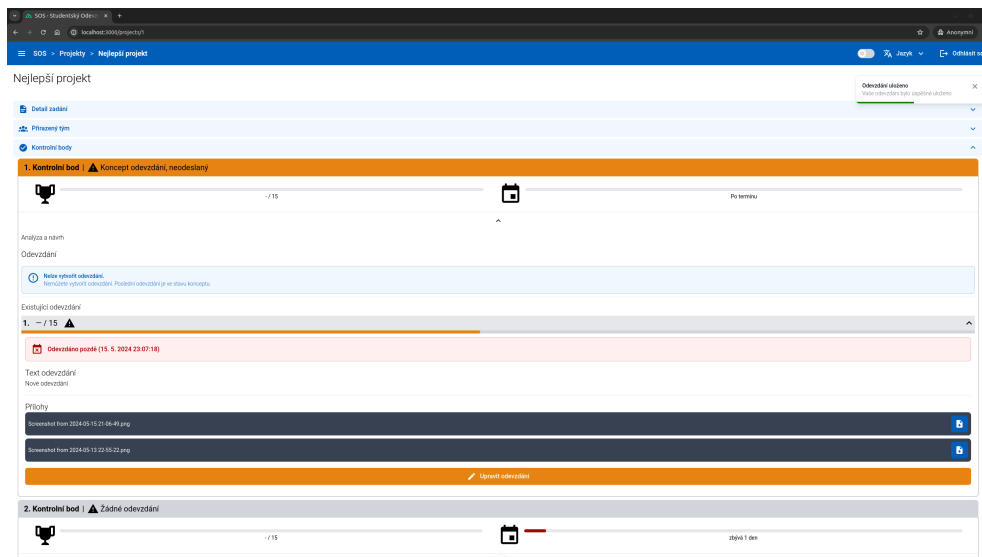 SOS - Studentský Odevz
localhost:3000/projects/1
Anonymní
SOS > Projekty > Nejlepší projekt
Jazyk
Odhlásit se
Nejlepší projekt
Odevzdání uloženo
Vaše odevzdání bylo úspěšně uloženo
Detail zadání
Přiřazený tým
Kontrolní body
1. Kontrolní bod | Koncept odevzdání, neodeslaný
- / 15
Po termínu
Analýza a návrh
Odevzdání
Nelze vytvořit odevzdání.
Nemůžete vytvořit odevzdání. Poslední odevzdání je ve stavu konceptu.
Existující odevzdání
1. – / 15
Odevzdáno pozdě (15. 5. 2024 23:07:18)
Text odevzdání
Nové odevzdání
Přílohy
Screenshot from 2024-05-15 21-06-49.png
Screenshot from 2024-05-13 22-55-22.png
Upravit odevzdání
2. Kontrolní bod | Žádné odevzdání
- / 15
zbývá 1 den